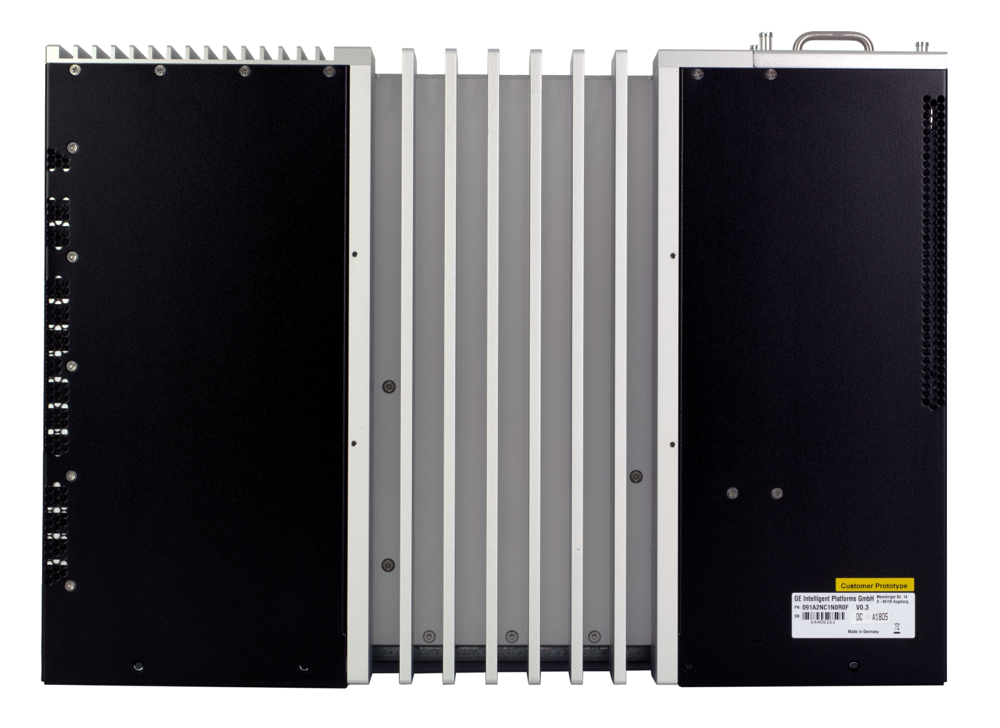 Customer Prototype
GE Intelligent Platforms GmbH
Memminger Str. 14
D - 86159 Augsburg
PN: 091A2NC1N0R0F V0.3
SN:
64486161
DC : A1805
Made in Germany